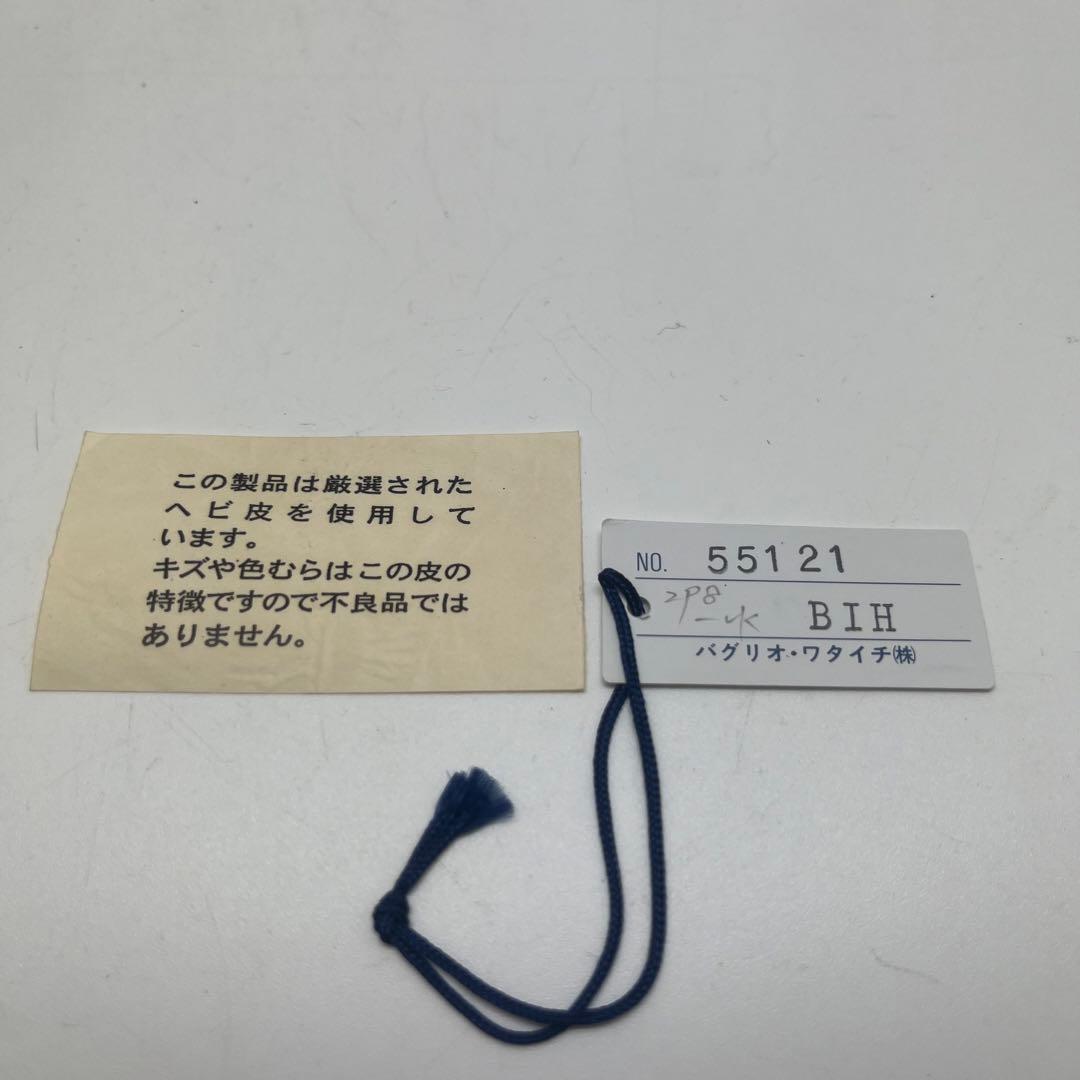 この製品は厳選された
ヘビ皮を使用して
います。
キズや色むらはこの皮の
特徴ですので不良品では
ありません。
NO. 55121
BIH
バグリオ・ワタイチ㈱